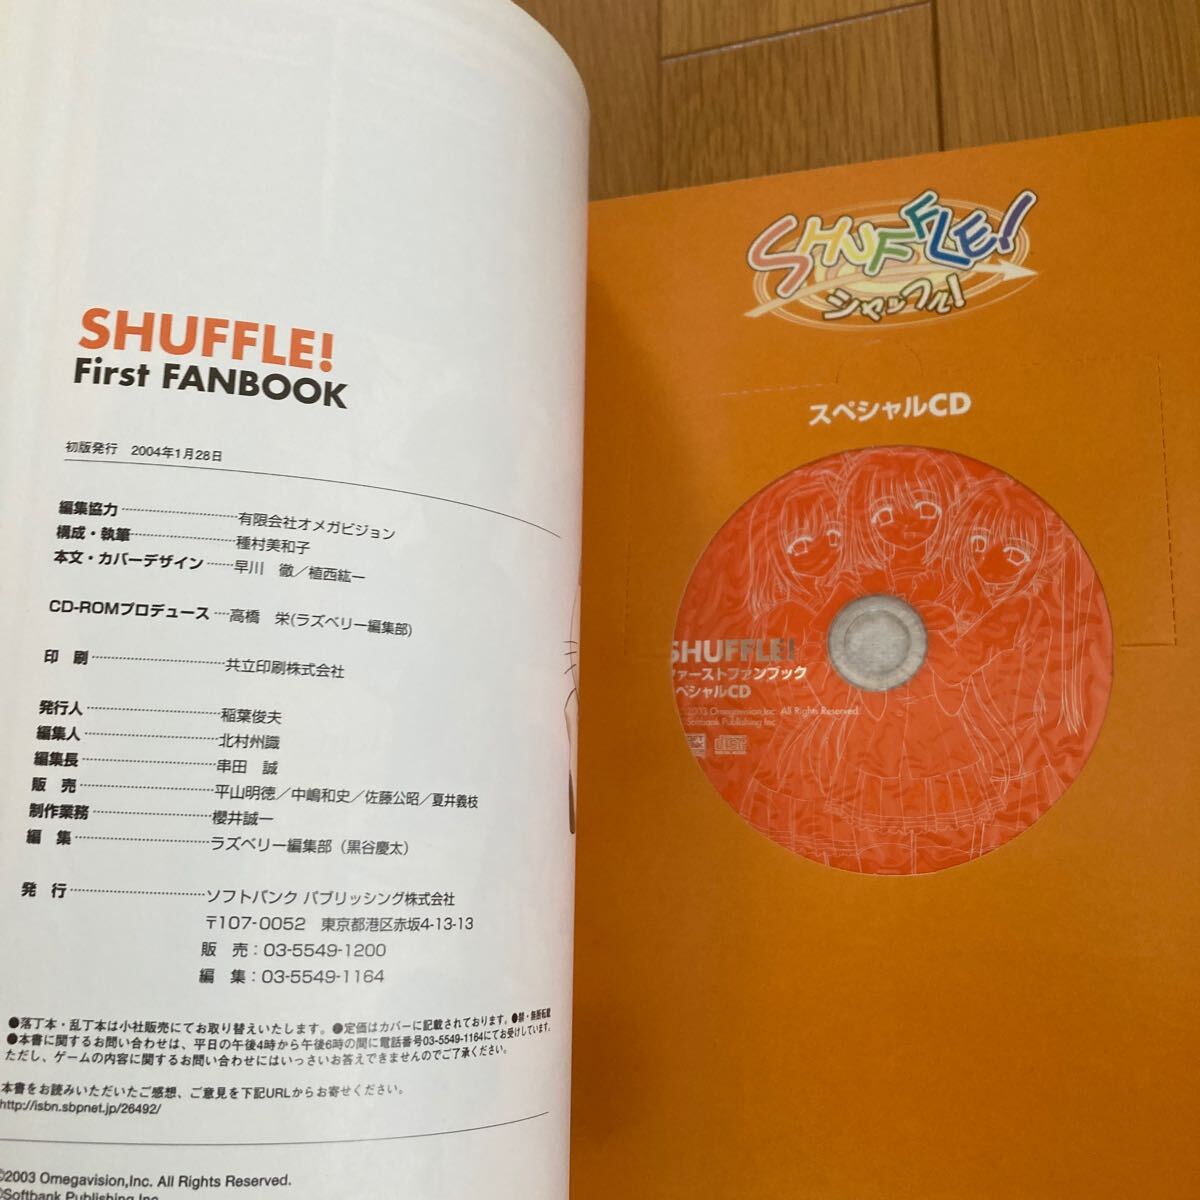 SHUFFLE!
First FANBOOK
初版発行 2004年1月28日
編集協力 有限会社オメガビジョン
構成・執筆 種村美和子
本文・カバーデザイン 早川 徹／植西紘一
CD-ROMプロデュース 高橋 栄(ラズベリー編集部)
印 刷 共立印刷株式会社
発行人 稲葉俊夫
編集人 北村州識
編集長 串田 誠
販 売 平山明徳／中嶋和史／佐藤公昭／夏井義枝
制作業務 櫻井誠一
編 集 ラズベリー編集部（黒谷慶太）
発 行 ソフトバンク パブリッシング株式会社
〒107-0052 東京都港区赤坂4-13-13
販 売：03-5549-1200
編 集：03-5549-1164
●落丁本・乱丁本は小社販売にてお取り替えいたします。●定価はカバーに記載されております。●禁・無断転載
●本書に関するお問い合わせは、平日の午後4時から午後6時の間に電話番号03-5549-1164にてお受けしています。
ただし、ゲームの内容に関するお問い合わせにはいっさいお答えできませんのでご了承ください。
本書をお読みいただいたご感想、ご意見を下記URLからお寄せください。
http://isbn.sbpnet.jp/26492/
©2003 Omegavision,Inc. All Rights Reserved.
©Softbank Publishing Inc.
SHUFFLE!
シャッフル!
スペシャルCD
SHUFFLE!
ファーストファンブック
スペシャルCD
2003 Omegavision,Inc. All Rights Reserved.
Softbank Publishing Inc.